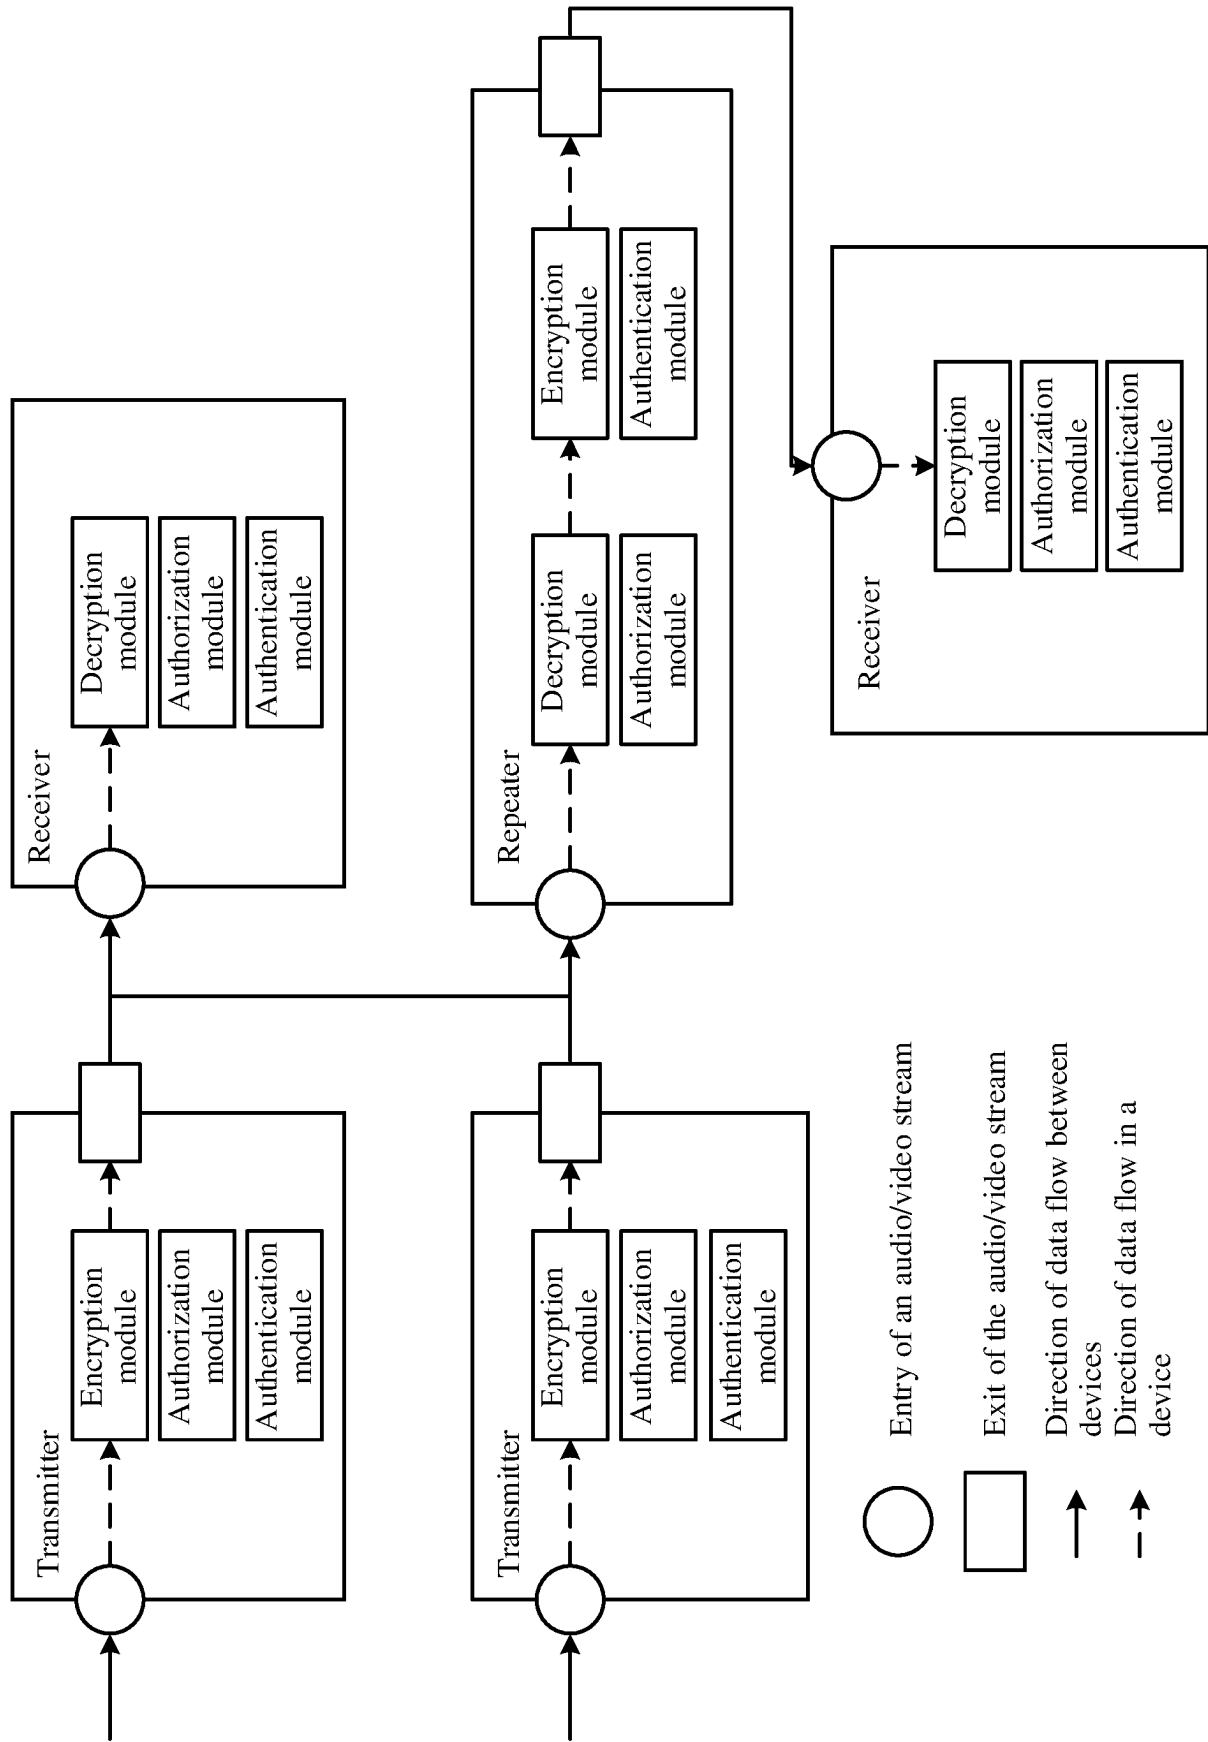 Transmitter
Encryption
module
Authorization
module
Authentication
module
Receiver
Decryption
module
Authorization
module
Authentication
module
Transmitter
Encryption
module
Authorization
module
Authentication
module
Repeater
Decryption
module
Authorization
module
Encryption
module
Authentication
module
Receiver
Decryption
module
Authorization
module
Authentication
module
Entry of an audio/video stream
Exit of the audio/video stream
Direction of data flow between
devices
Direction of data flow in a
device